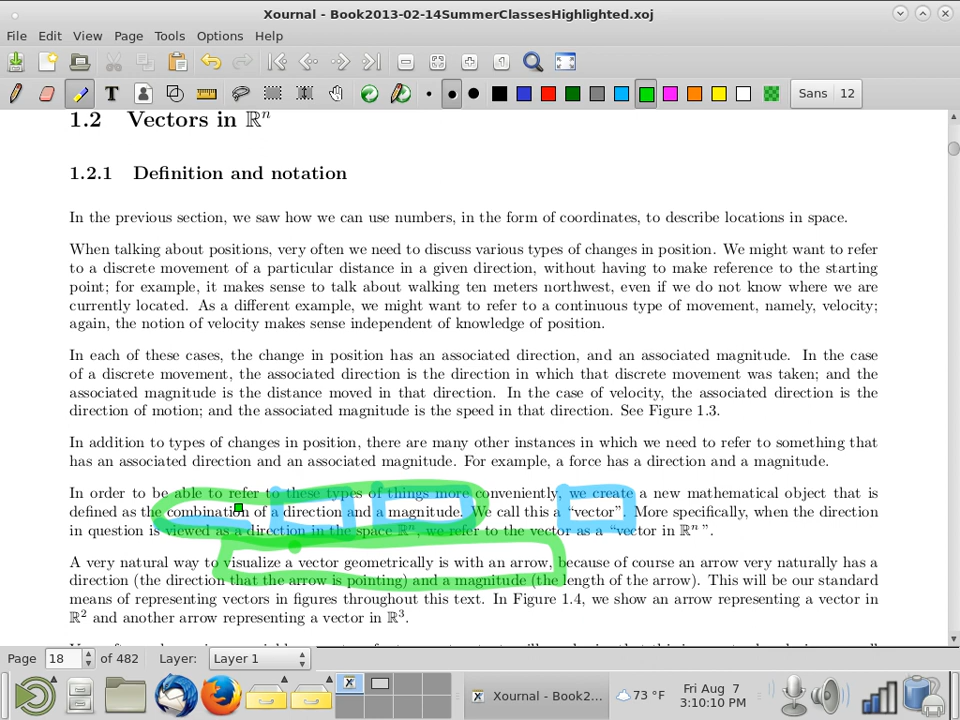 Xournal - Book2013-02-14SummerClassesHighlighted.xoj
File Edit View Page Tools Options Help
Sans 12
1.2 Vectors in ℝⁿ
1.2.1 Definition and notation
In the previous section, we saw how we can use numbers, in the form of coordinates, to describe locations in space.
When talking about positions, very often we need to discuss various types of changes in position. We might want to refer
to a discrete movement of a particular distance in a given direction, without having to make reference to the starting
point; for example, it makes sense to talk about walking ten meters northwest, even if we do not know where we are
currently located. As a different example, we might want to refer to a continuous type of movement, namely, velocity;
again, the notion of velocity makes sense independent of knowledge of position.
In each of these cases, the change in position has an associated direction, and an associated magnitude. In the case
of a discrete movement, the associated direction is the direction in which that discrete movement was taken; and the
associated magnitude is the distance moved in that direction. In the case of velocity, the associated direction is the
direction of motion; and the associated magnitude is the speed in that direction. See Figure 1.3.
In addition to types of changes in position, there are many other instances in which we need to refer to something that
has an associated direction and an associated magnitude. For example, a force has a direction and a magnitude.
In order to be able to refer to these types of things more conveniently, we create a new mathematical object that is
defined as the combination of a direction and a magnitude. We call this a “vector”. More specifically, when the direction
in question is viewed as a direction in the space ℝⁿ, we refer to the vector as a “vector in ℝⁿ”.
A very natural way to visualize a vector geometrically is with an arrow, because of course an arrow very naturally has a
direction (the direction that the arrow is pointing) and a magnitude (the length of the arrow). This will be our standard
means of representing vectors in figures throughout this text. In Figure 1.4, we show an arrow representing a vector in
ℝ² and another arrow representing a vector in ℝ³.
Page 18 of 482 Layer: Layer 1
Xournal - Book2... 73 °F Fri Aug 7
3:10:10 PM